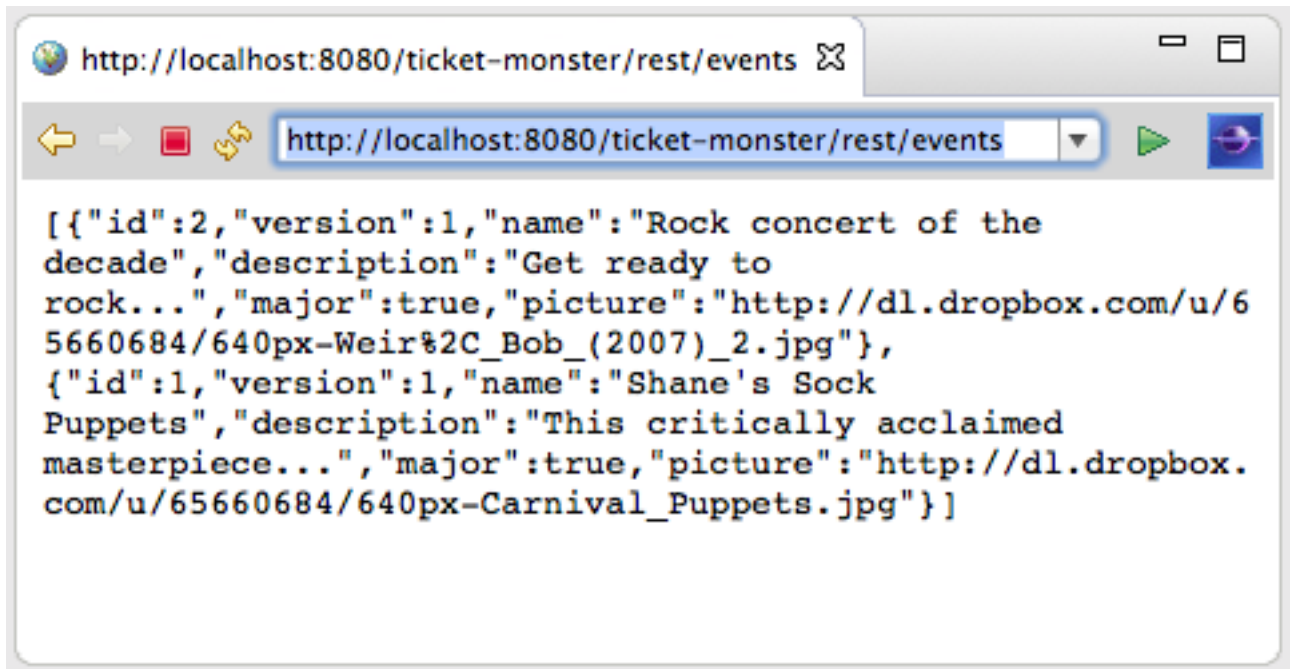 http://localhost:8080/ticket-monster/rest/events
http://localhost:8080/ticket-monster/rest/events
[{"id":2,"version":1,"name":"Rock concert of the
decade","description":"Get ready to
rock...","major":true,"picture":"http://dl.dropbox.com/u/6
5660684/640px-Weir%2C_Bob_(2007)_2.jpg"},
{"id":1,"version":1,"name":"Shane's Sock
Puppets","description":"This critically acclaimed
masterpiece...","major":true,"picture":"http://dl.dropbox.
com/u/65660684/640px-Carnival_Puppets.jpg"}]